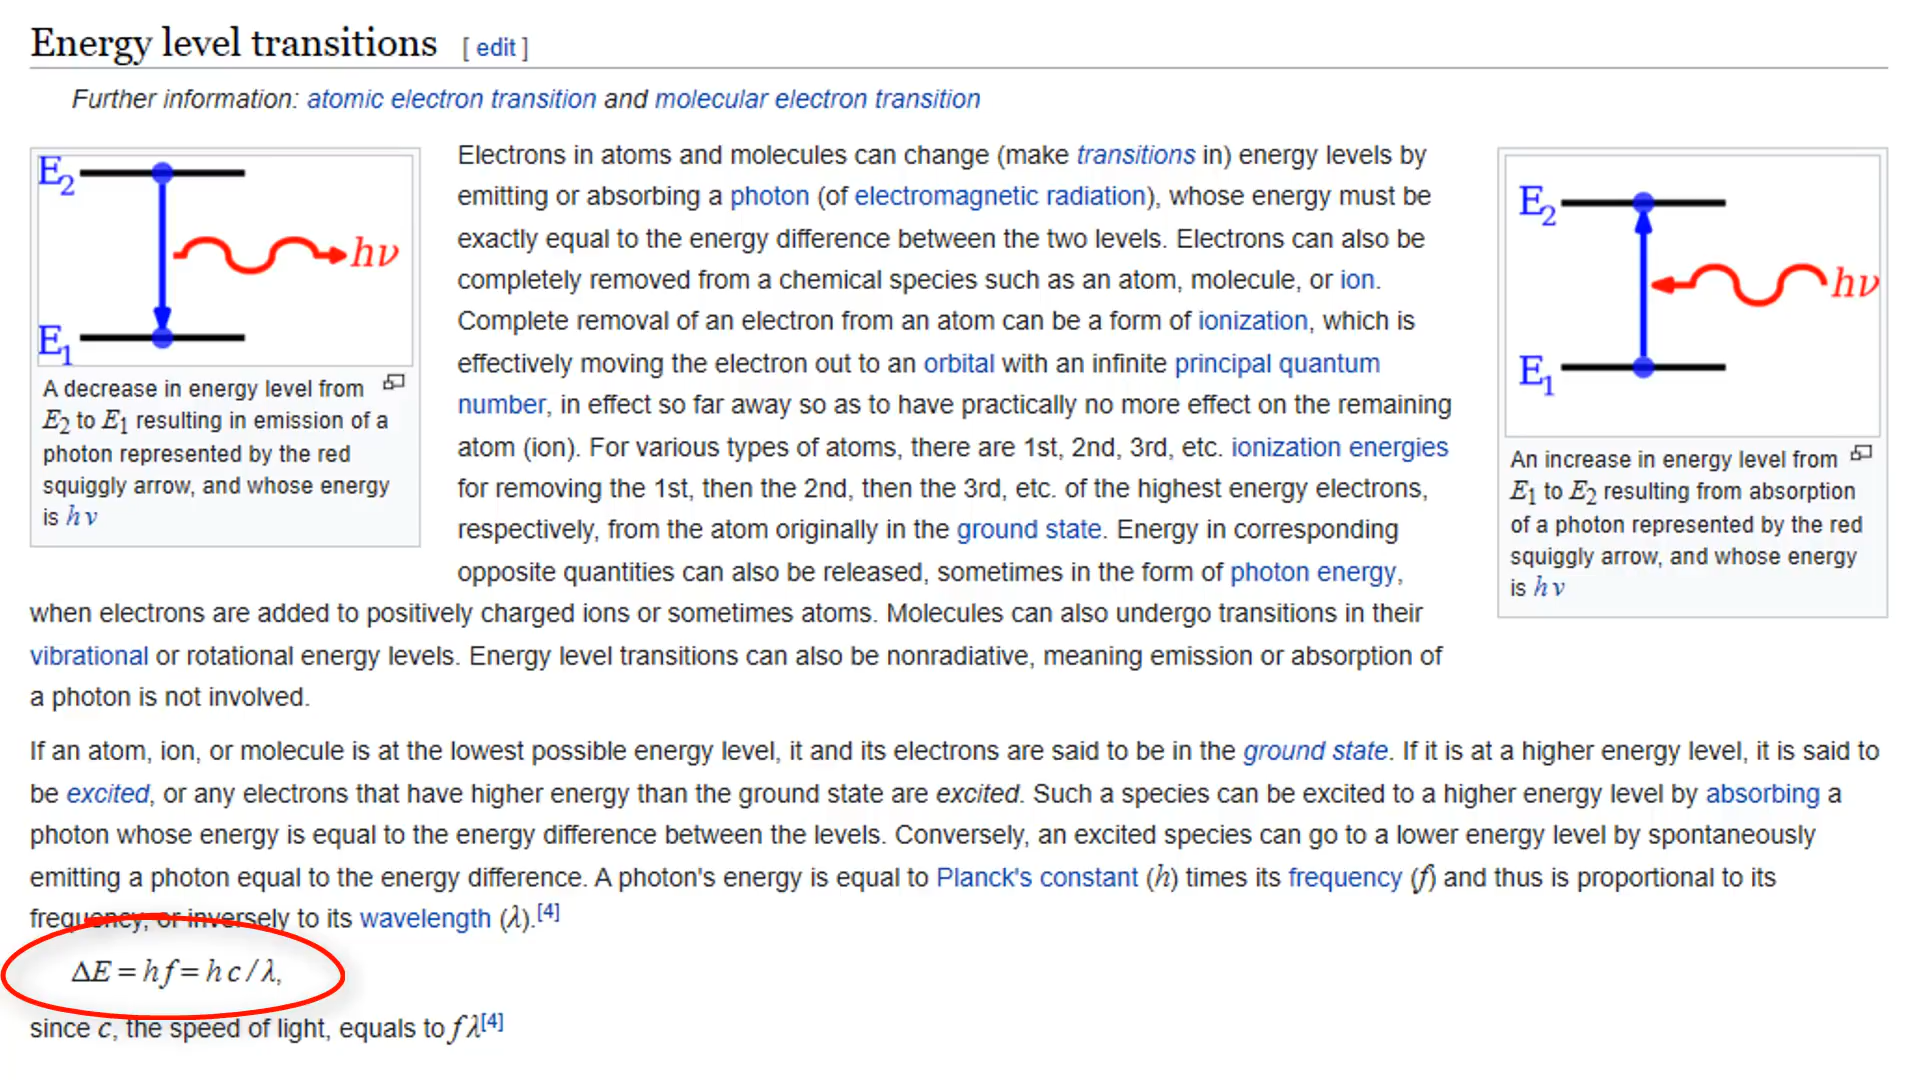 Energy level transitions [ edit ]
Further information: atomic electron transition and molecular electron transition
E2
hν
E1
A decrease in energy level from
E2 to E1 resulting in emission of a
photon represented by the red
squiggly arrow, and whose energy
is h ν
Electrons in atoms and molecules can change (make transitions in) energy levels by
emitting or absorbing a photon (of electromagnetic radiation), whose energy must be
exactly equal to the energy difference between the two levels. Electrons can also be
completely removed from a chemical species such as an atom, molecule, or ion.
Complete removal of an electron from an atom can be a form of ionization, which is
effectively moving the electron out to an orbital with an infinite principal quantum
number, in effect so far away so as to have practically no more effect on the remaining
atom (ion). For various types of atoms, there are 1st, 2nd, 3rd, etc. ionization energies
for removing the 1st, then the 2nd, then the 3rd, etc. of the highest energy electrons,
respectively, from the atom originally in the ground state. Energy in corresponding
opposite quantities can also be released, sometimes in the form of photon energy,
when electrons are added to positively charged ions or sometimes atoms. Molecules can also undergo transitions in their
vibrational or rotational energy levels. Energy level transitions can also be nonradiative, meaning emission or absorption of
a photon is not involved.
E2
hν
E1
An increase in energy level from
E1 to E2 resulting from absorption
of a photon represented by the red
squiggly arrow, and whose energy
is h ν
If an atom, ion, or molecule is at the lowest possible energy level, it and its electrons are said to be in the ground state. If it is at a higher energy level, it is said to
be excited, or any electrons that have higher energy than the ground state are excited. Such a species can be excited to a higher energy level by absorbing a
photon whose energy is equal to the energy difference between the levels. Conversely, an excited species can go to a lower energy level by spontaneously
emitting a photon equal to the energy difference. A photon's energy is equal to Planck's constant (h) times its frequency (f) and thus is proportional to its
frequency, or inversely to its wavelength (λ).[4]
ΔE = h f = h c / λ,
since c, the speed of light, equals to f λ[4]